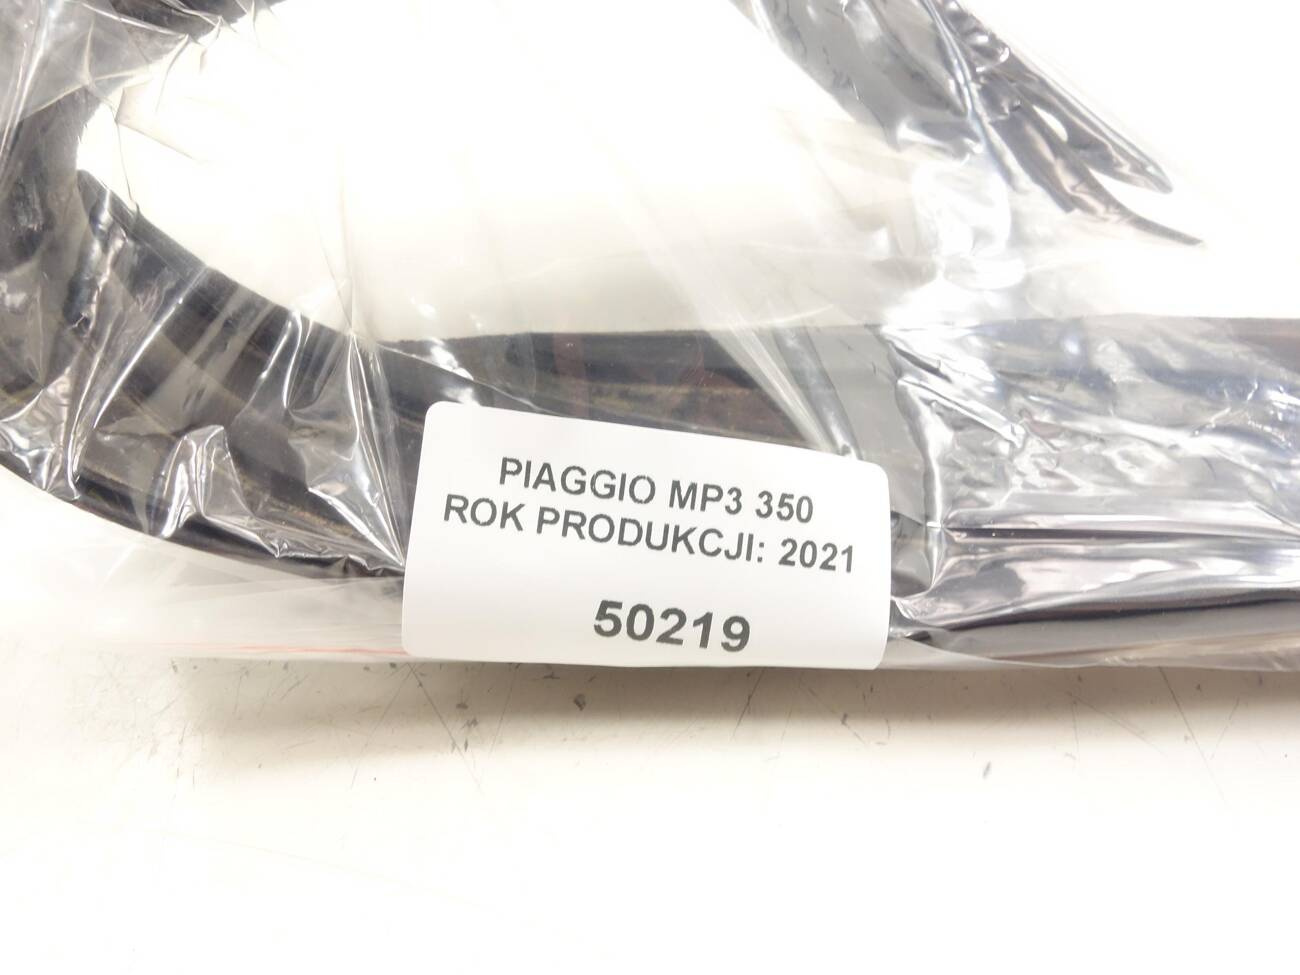 PIAGGIO MP3 350
ROK PRODUKCJI: 2021
50219